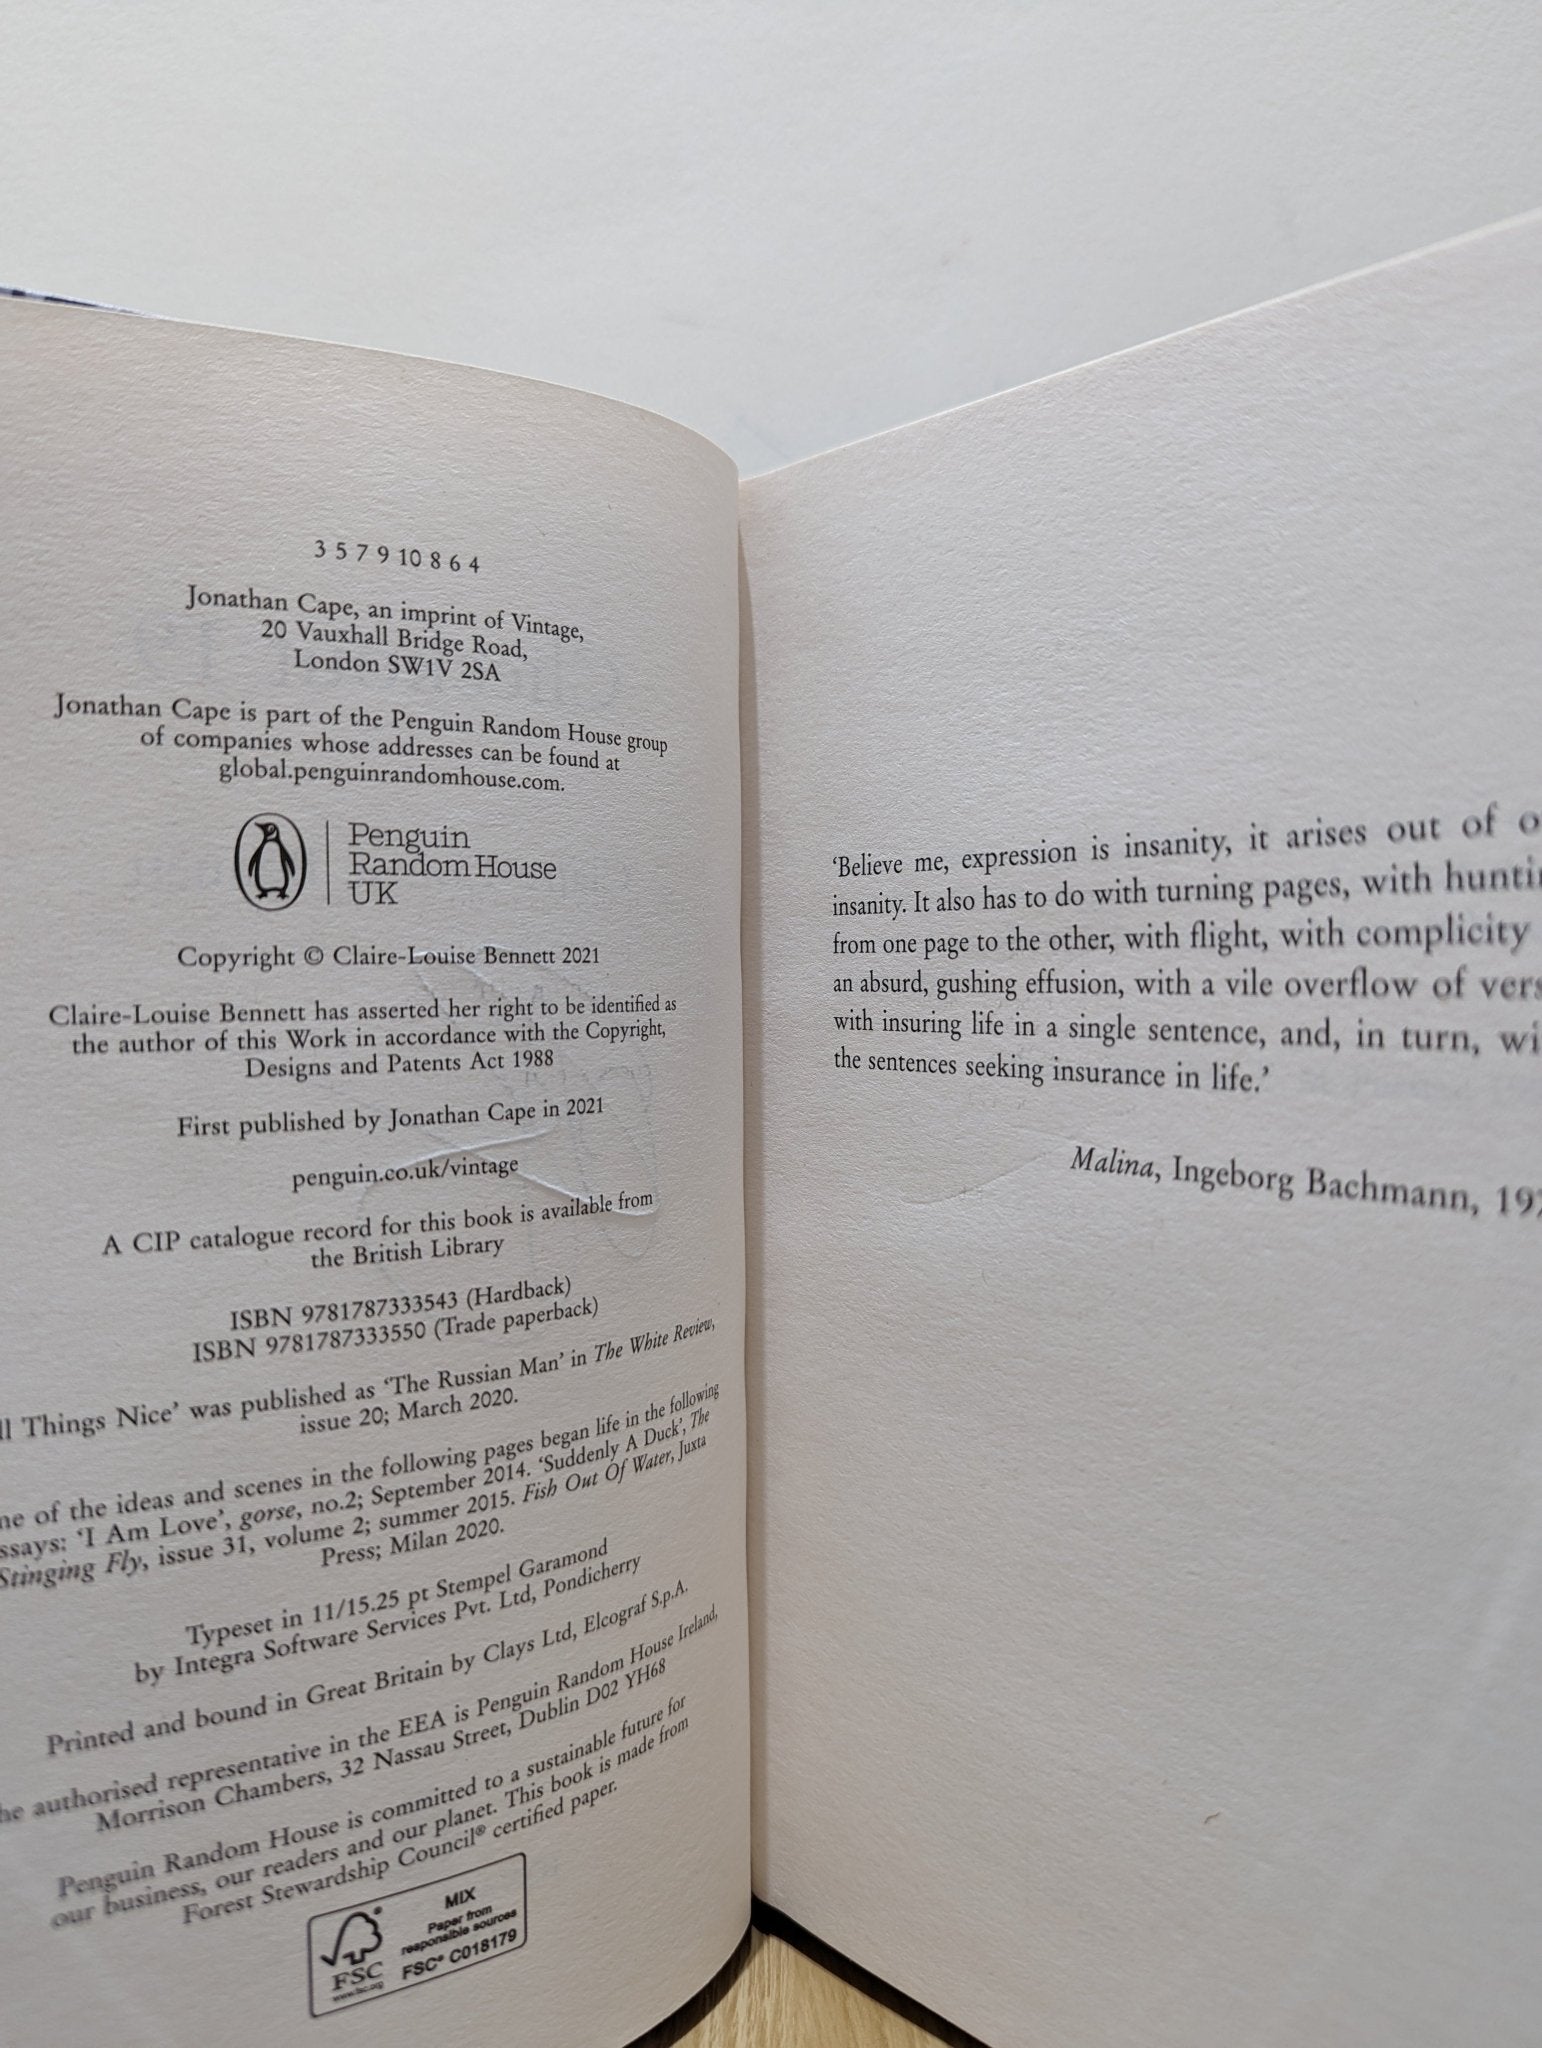 3 5 7 9 10 8 6 4
Jonathan Cape, an imprint of Vintage,
20 Vauxhall Bridge Road,
London SW1V 2SA
Jonathan Cape is part of the Penguin Random House group
of companies whose addresses can be found at
global.penguinrandomhouse.com.
Penguin
Random House
UK
Copyright © Claire-Louise Bennett 2021
Claire-Louise Bennett has asserted her right to be identified as
the author of this Work in accordance with the Copyright,
Designs and Patents Act 1988
First published by Jonathan Cape in 2021
penguin.co.uk/vintage
A CIP catalogue record for this book is available from
the British Library
ISBN 9781787333543 (Hardback)
ISBN 9781787333550 (Trade paperback)
Things Nice’ was published as ‘The Russian Man’ in The White Review,
issue 20; March 2020.
of the ideas and scenes in the following pages began life in the following
‘I Am Love’, gorse, no.2; September 2014. ‘Suddenly A Duck’, The
Stinging Fly, issue 31, volume 2; summer 2015. Fish Out Of Water, Juxta
Press; Milan 2020.
Typeset in 11/15.25 pt Stempel Garamond
by Integra Software Services Pvt. Ltd, Pondicherry
Printed and bound in Great Britain by Clays Ltd, Elcograf S.p.A.
authorised representative in the EEA is Penguin Random House Ireland,
Morrison Chambers, 32 Nassau Street, Dublin D02 YH68
Penguin Random House is committed to a sustainable future for
our business, our readers and our planet. This book is made from
Forest Stewardship Council® certified paper.
FSC
www.fsc.org
MIX
Paper from
responsible sources
FSC® C018179
‘Believe me, expression is insanity, it arises out of
insanity. It also has to do with turning pages, with
from one page to the other, with flight, with complicity
an absurd, gushing effusion, with a vile overflow of
with insuring life in a single sentence, and, in turn,
the sentences seeking insurance in life.’
Malina, Ingeborg Bachmann,